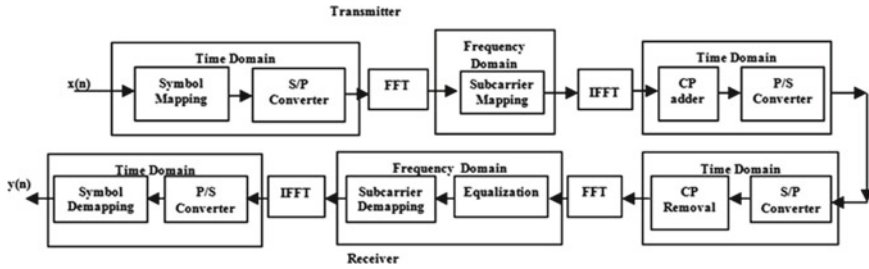 Transmitter
Time Domain
Frequency
Domain
Time Domain
x(n)
Symbol
Mapping
S/P
Converter
FFT
Subcarrier
Mapping
IFFT
CP
adder
P/S
Converter
Time Domain
Frequency Domain
Time Domain
y(n)
Symbol
Demapping
P/S
Converter
IFFT
Subcarrier
Demapping
Equalization
FFT
CP
Removal
S/P
Converter
Receiver